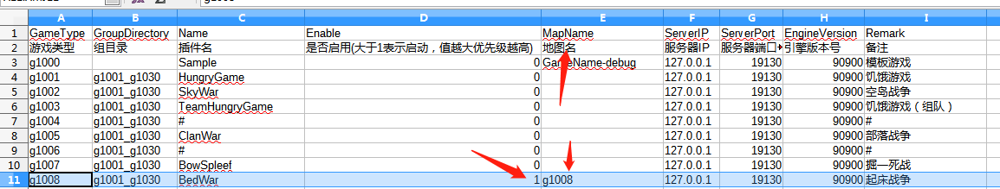 A B C D E F G H I
1 GameType GroupDirectory Name Enable MapName ServerIP ServerPort EngineVersion Remark
2 游戏类型 组目录 插件名 是否启用(大于1表示启动，值越大优先级越高) 地图名 服务器IP 服务器端口 引擎版本号 备注
3 g1000 Sample 0 GameName-debug 127.0.0.1 19130 90900 模板游戏
4 g1001 g1001_g1030 HungryGame 0 127.0.0.1 19130 90900 饥饿游戏
5 g1002 g1001_g1030 SkyWar 0 127.0.0.1 19130 90900 空岛战争
6 g1003 g1001_g1030 TeamHungryGame 0 127.0.0.1 19130 90900 饥饿游戏（组队）
7 g1004 g1001_g1030 # 0 127.0.0.1 19130 90900 #
8 g1005 g1001_g1030 ClanWar 0 127.0.0.1 19130 90900 部落战争
9 g1006 g1001_g1030 # 0 127.0.0.1 19130 90900 #
10 g1007 g1001_g1030 BowSpleef 0 127.0.0.1 19130 90900 掘一死战
11 g1008 g1001_g1030 BedWar 1 g1008 127.0.0.1 19130 90900 起床战争